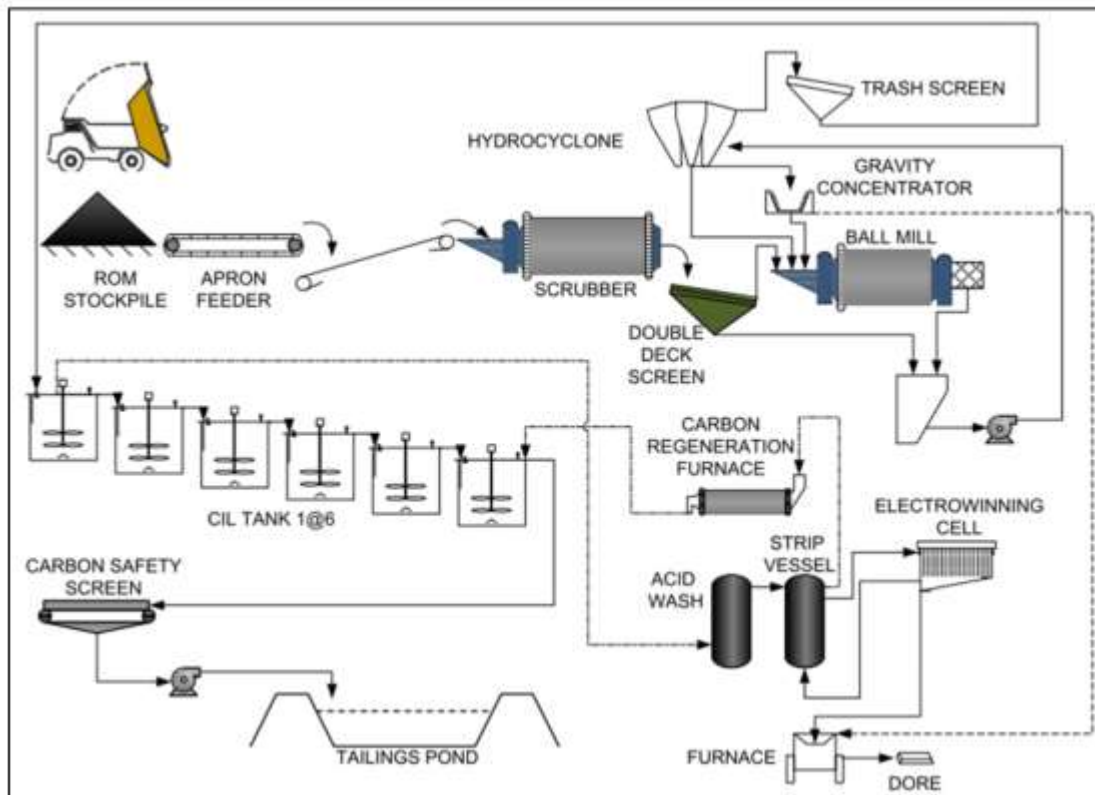 TRASH SCREEN
HYDROCYCLONE
GRAVITY
CONCENTRATOR
BALL MILL
ROM
STOCKPILE
APRON
FEEDER
SCRUBBER
DOUBLE
DECK
SCREEN
CARBON
REGENERATION
FURNACE
CIL TANK 1@6
ELECTROWINNING
CELL
STRIP
VESSEL
ACID
WASH
CARBON SAFETY
SCREEN
TAILINGS POND
FURNACE
DORE